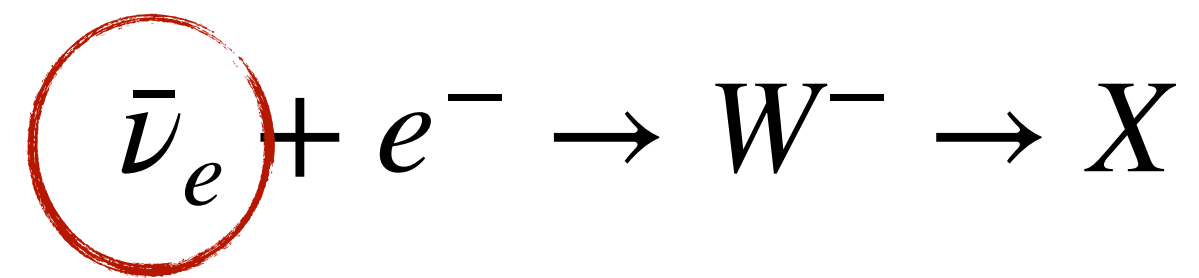 ν̄ₑ + e⁻ → W⁻ → X